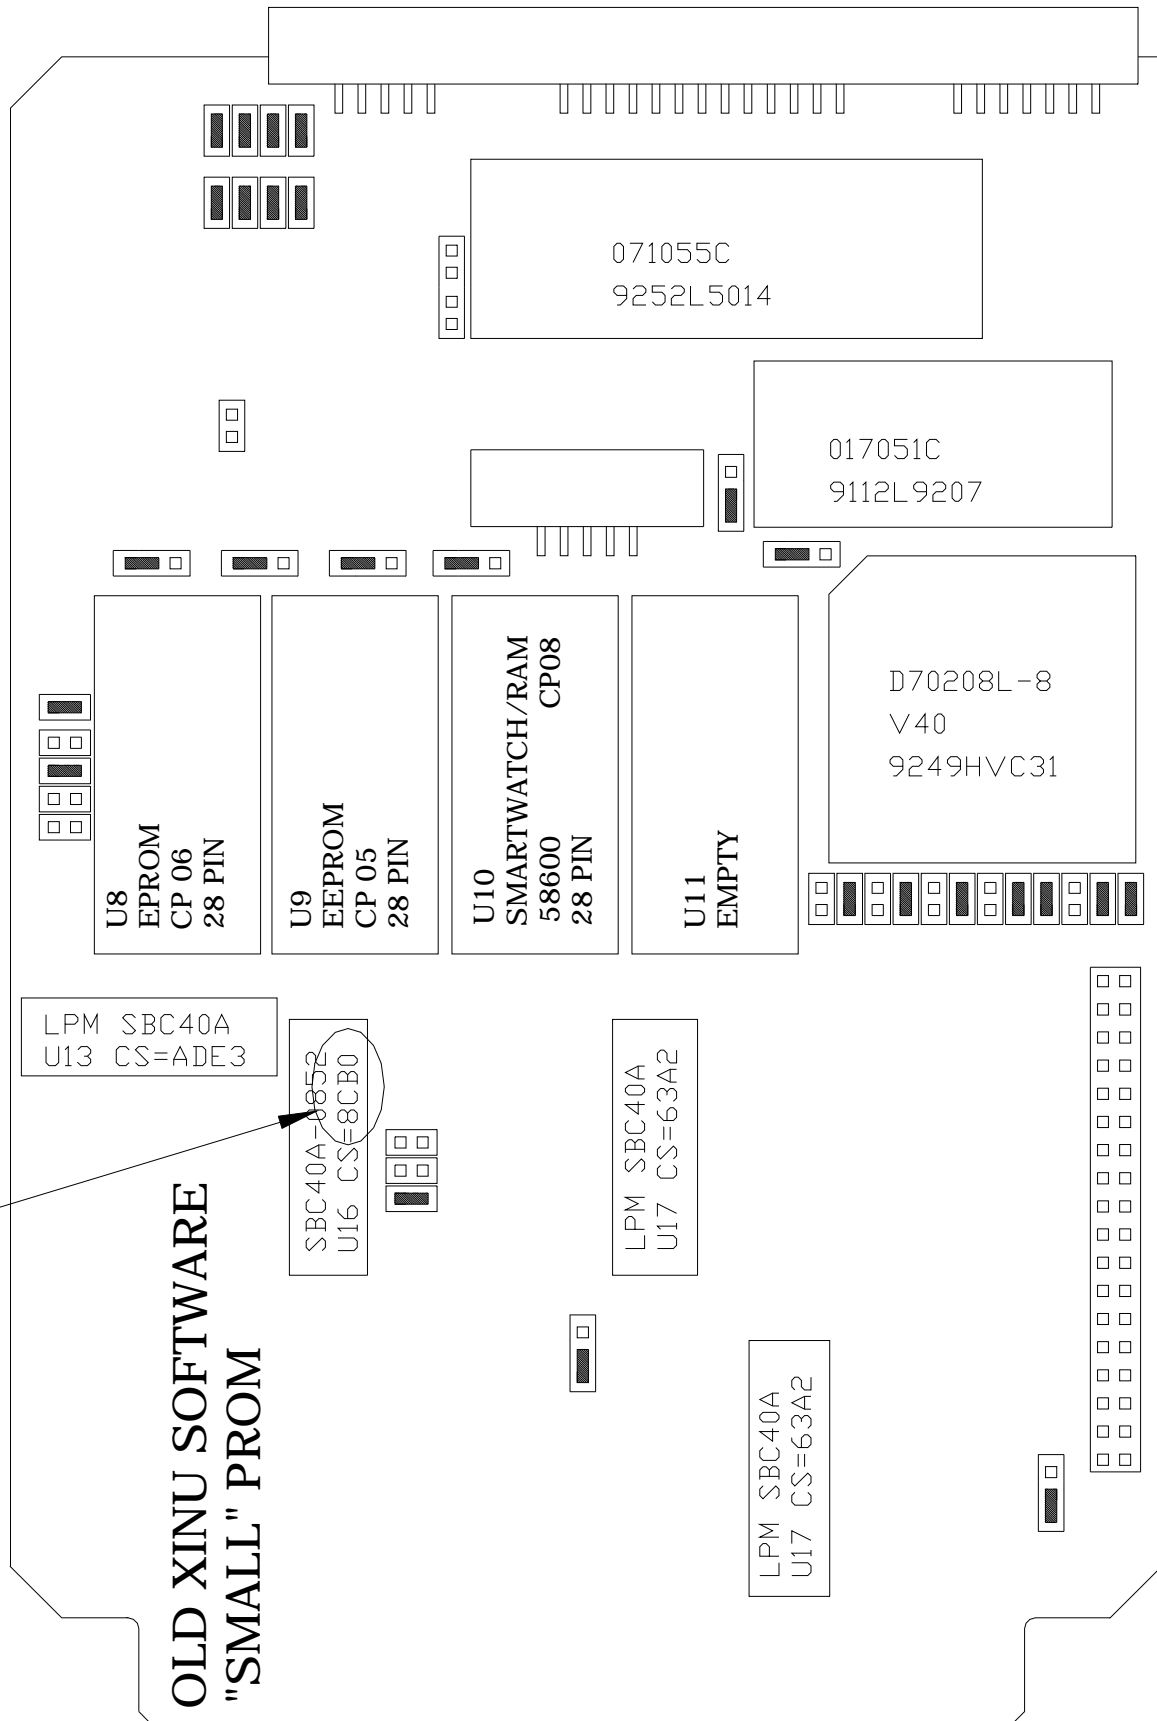 071055C
9252L5014
017051C
9112L9207
D70208L-8
V40
9249HVC31
U8
EPROM
CP 06
28 PIN
U9
EEPROM
CP 05
28 PIN
U10
SMARTWATCH/RAM
58600 CP08
28 PIN
U11
EMPTY
LPM SBC40A
U13 CS=ADE3
SBC40A-0852
U16 CS=8CB0
LPM SBC40A
U17 CS=63A2
LPM SBC40A
U17 CS=63A2
OLD XINU SOFTWARE
"SMALL" PROM